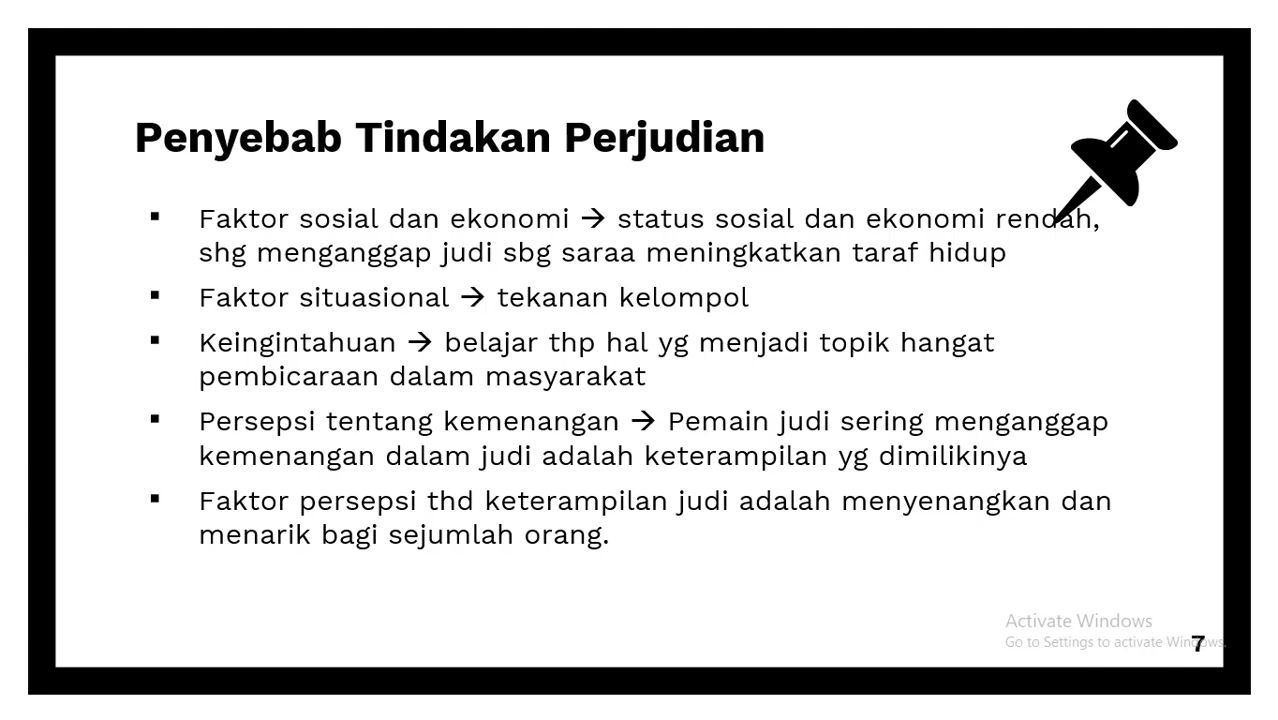 Penyebab Tindakan Perjudian
▪ Faktor sosial dan ekonomi → status sosial dan ekonomi rendah,
shg menganggap judi sbg saraa meningkatkan taraf hidup
▪ Faktor situasional → tekanan kelompol
▪ Keingintahuan → belajar thp hal yg menjadi topik hangat
pembicaraan dalam masyarakat
▪ Persepsi tentang kemenangan → Pemain judi sering menganggap
kemenangan dalam judi adalah keterampilan yg dimilikinya
▪ Faktor persepsi thd keterampilan judi adalah menyenangkan dan
menarik bagi sejumlah orang.
Activate Windows
Go to Settings to activate Windows.
7